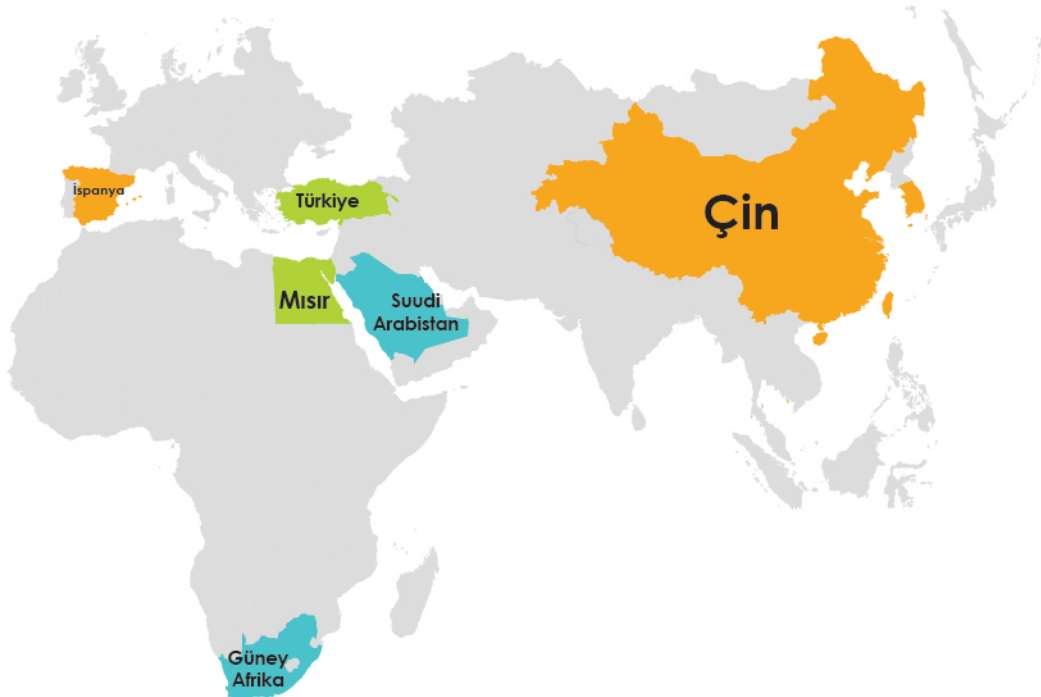 İspanya
Türkiye
Çin
Mısır
Suudi
Arabistan
Güney
Afrika